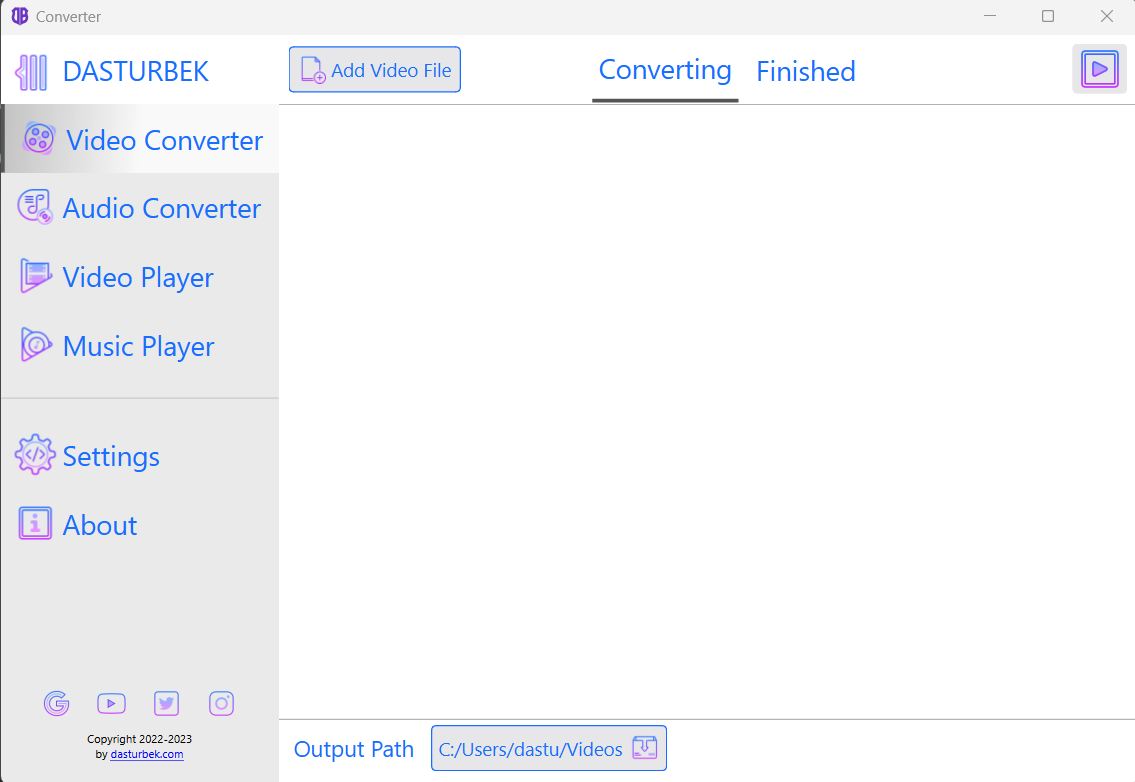 Converter
DASTURBEK
Add Video File
Converting
Finished
Video Converter
Audio Converter
Video Player
Music Player
Settings
About
Copyright 2022-2023
by dasturbek.com
Output Path
C:/Users/dastu/Videos